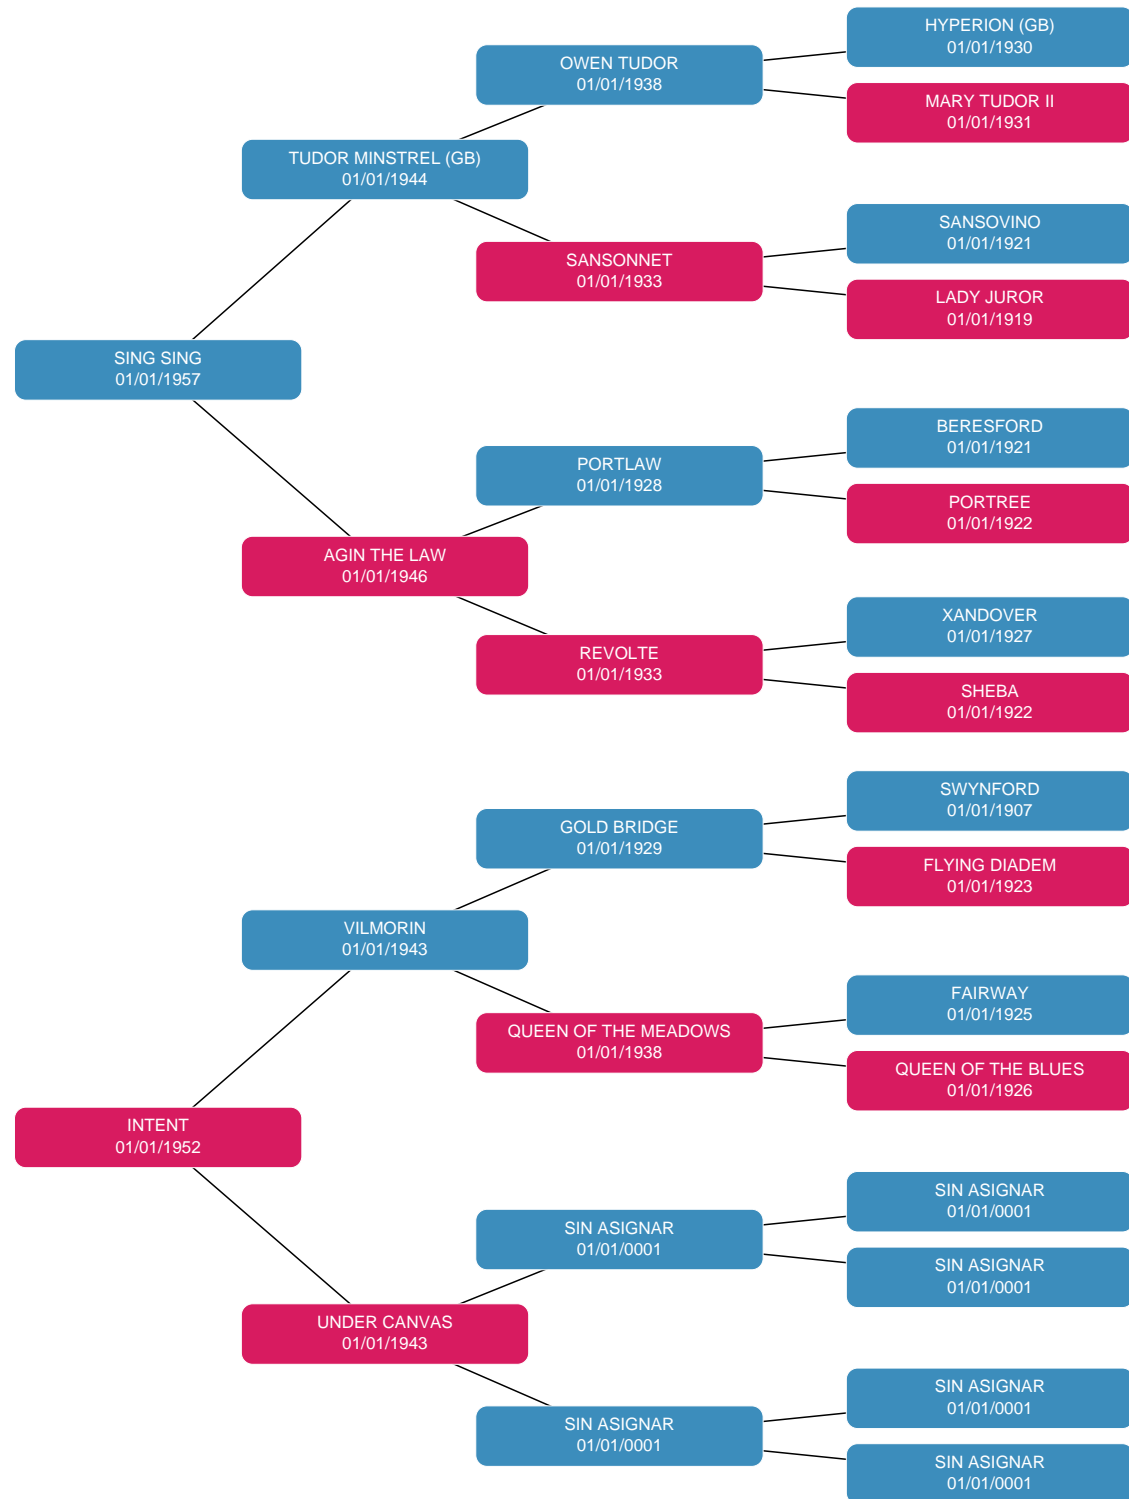 HYPERION (GB)
01/01/1930
OWEN TUDOR
01/01/1938
MARY TUDOR II
01/01/1931
TUDOR MINSTREL (GB)
01/01/1944
SANSOVINO
01/01/1921
SANSONNET
01/01/1933
LADY JUROR
01/01/1919
SING SING
01/01/1957
BERESFORD
01/01/1921
PORTLAW
01/01/1928
PORTREE
01/01/1922
AGIN THE LAW
01/01/1946
XANDOVER
01/01/1927
REVOLTE
01/01/1933
SHEBA
01/01/1922
SWYNFORD
01/01/1907
GOLD BRIDGE
01/01/1929
FLYING DIADEM
01/01/1923
VILMORIN
01/01/1943
FAIRWAY
01/01/1925
QUEEN OF THE MEADOWS
01/01/1938
QUEEN OF THE BLUES
01/01/1926
INTENT
01/01/1952
SIN ASIGNAR
01/01/0001
SIN ASIGNAR
01/01/0001
SIN ASIGNAR
01/01/0001
UNDER CANVAS
01/01/1943
SIN ASIGNAR
01/01/0001
SIN ASIGNAR
01/01/0001
SIN ASIGNAR
01/01/0001